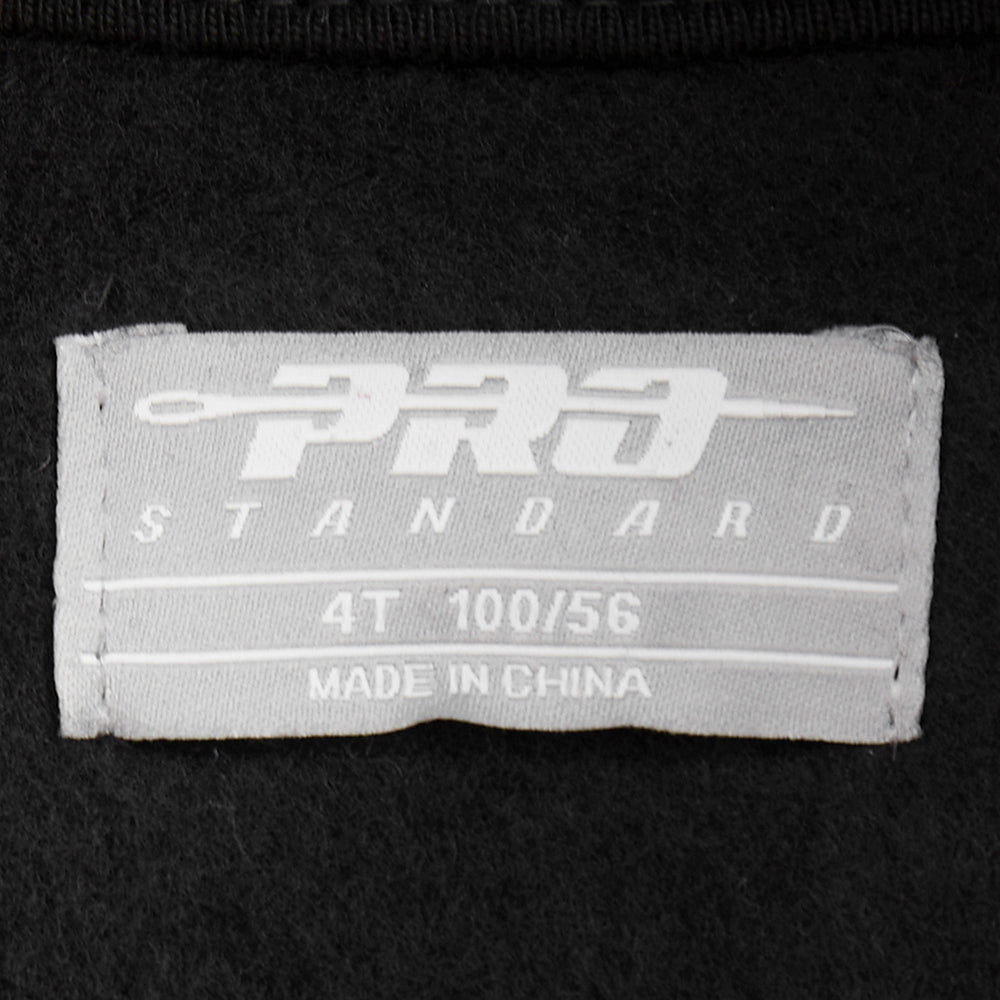 PRO
STANDARD
4T 100/56
MADE IN CHINA